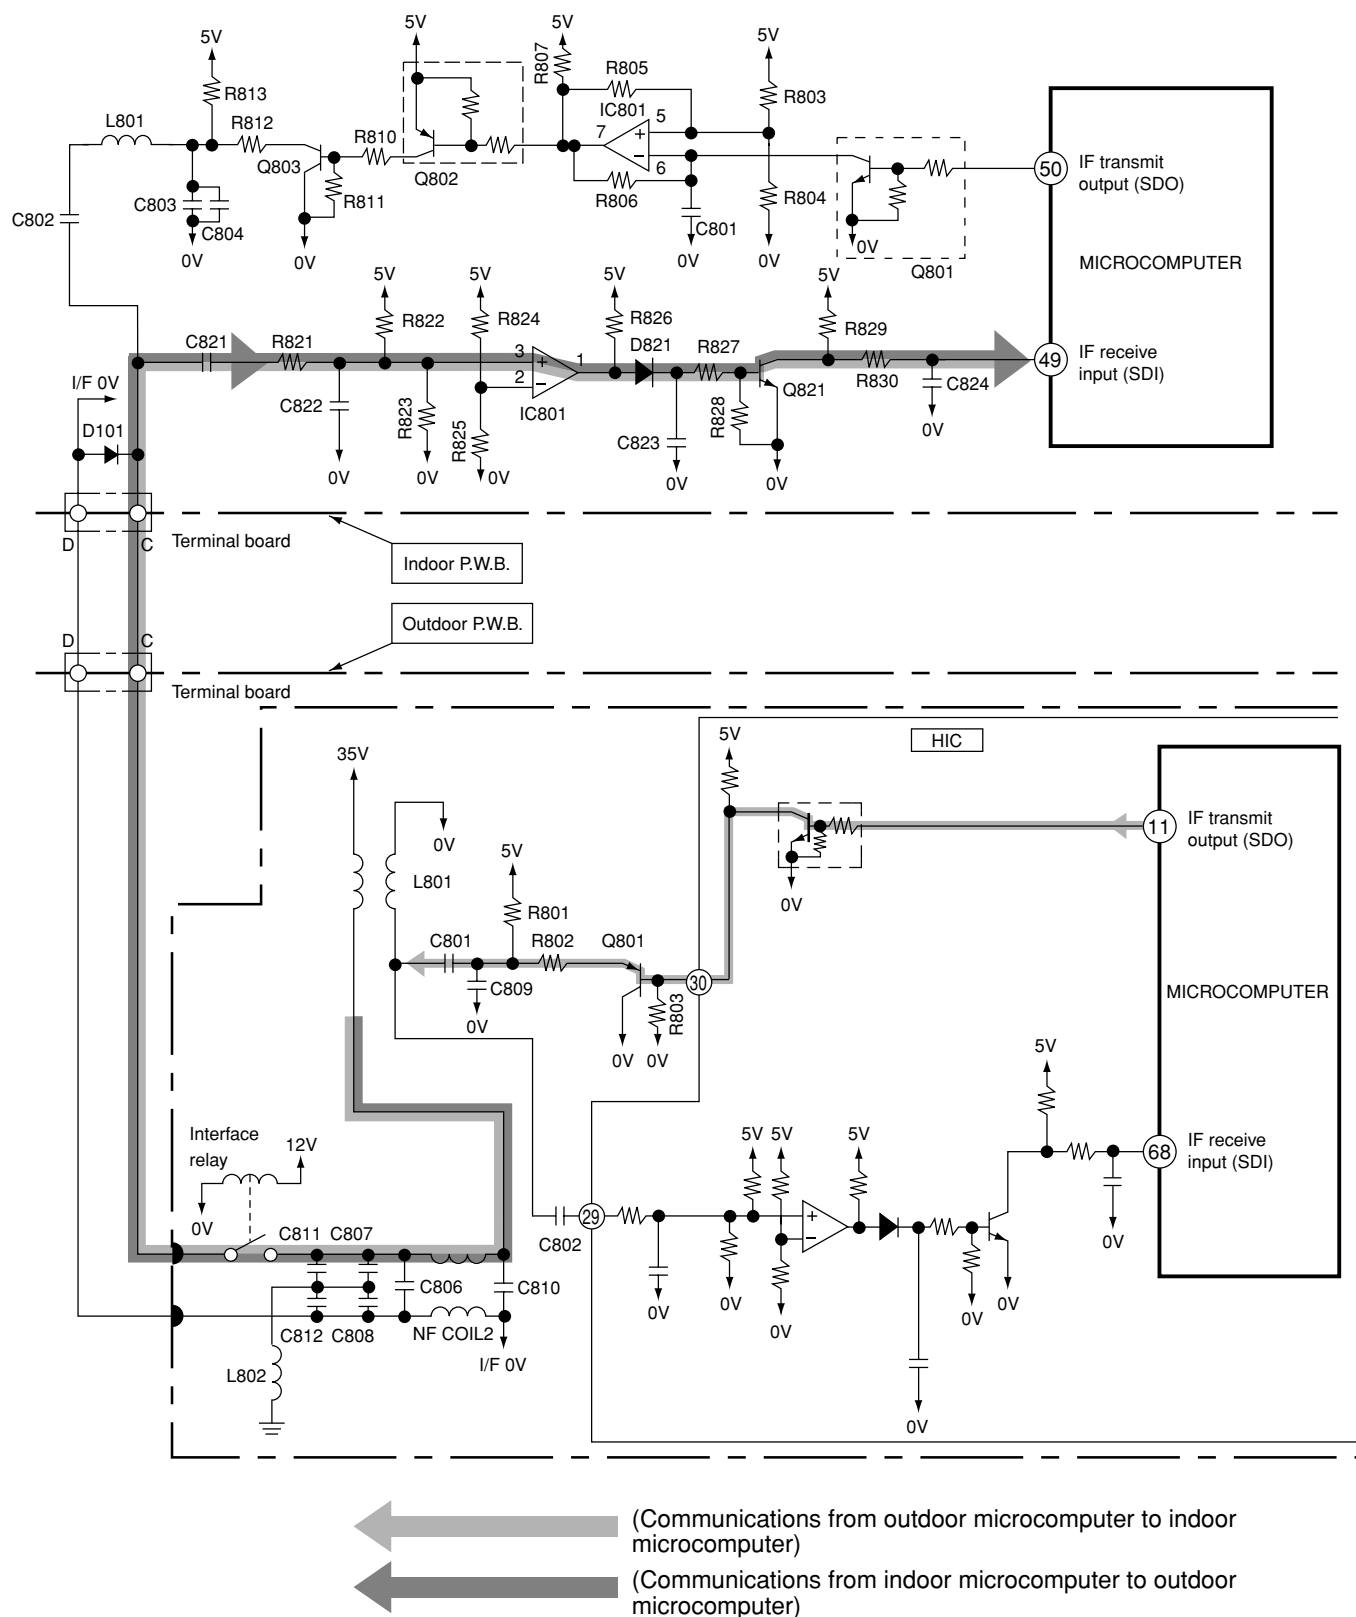 5V
5V
5V
5V
R807
R805
R803
R813
IC801
L801
R812
R810
7
5
+
−
6
50
IF transmit
output (SDO)
Q803
Q802
R811
R806
R804
C803
C802
C804
C801
0V
0V
0V
0V
0V
0V
Q801
MICROCOMPUTER
5V
5V
5V
5V
C821
R821
R822
R824
R826
R829
D821
R827
3
+
1
2
−
49
IF receive
input (SDI)
I/F 0V
R830
C824
Q821
C822
R823
IC801
R828
D101
R825
C823
0V
0V
0V
0V
0V
0V
D
C
Terminal board
Indoor P.W.B.
Outdoor P.W.B.
D
C
Terminal board
5V
HIC
35V
11
IF transmit
output (SDO)
0V
5V
L801
0V
R801
C801
R802
Q801
30
C809
R803
MICROCOMPUTER
0V
0V
0V
5V
Interface
relay
12V
5V
5V
5V
68
IF receive
input (SDI)
0V
29
+
−
C811
C807
C802
0V
C806
C810
0V
0V
0V
0V
0V
C812
C808
NF COIL2
I/F 0V
L802
0V
(Communications from outdoor microcomputer to indoor
microcomputer)
(Communications from indoor microcomputer to outdoor
microcomputer)